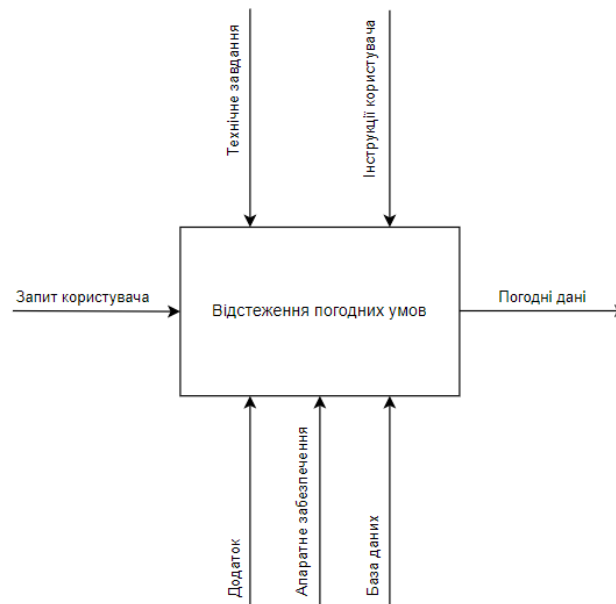 Технічне завдання
Інструкції користувача
Запит користувача
Відстеження погодних умов
Погодні дані
Додаток
Апаратне забезпечення
База даних